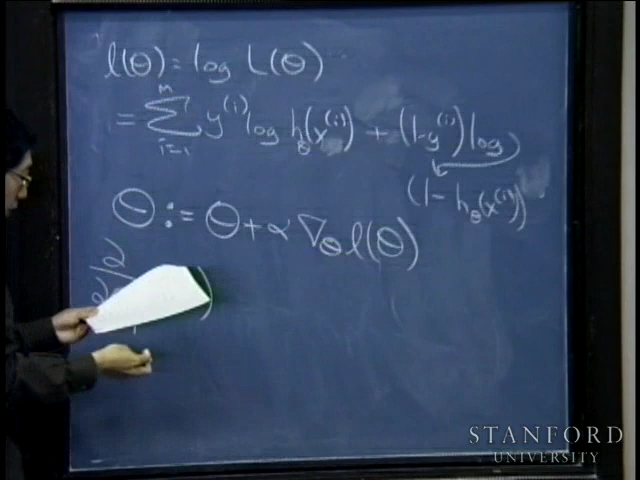 l(θ) = log L(θ)
= Σ_{i=1}^{m} y^{(i)} log h_θ(x^{(i)}) + (1-y^{(i)}) log
(1 - h_θ(x^{(i)}))
θ := θ + α ∇_θ l(θ)
∂/∂
STANFORD
UNIVERSITY